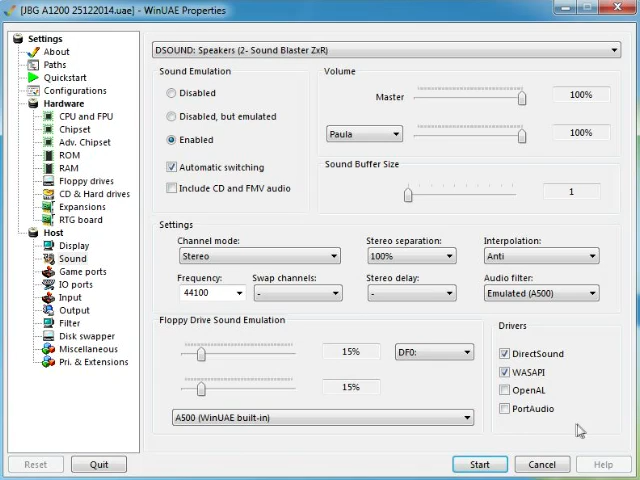 [JBG A1200 25122014.uae] - WinUAE Properties
Settings
About
Paths
Quickstart
Configurations
Hardware
CPU and FPU
Chipset
Adv. Chipset
ROM
RAM
Floppy drives
CD & Hard drives
Expansions
RTG board
Host
Display
Sound
Game ports
IO ports
Input
Output
Filter
Disk swapper
Miscellaneous
Pri. & Extensions
DSOUND: Speakers (2- Sound Blaster ZxR)
Sound Emulation
Disabled
Disabled, but emulated
Enabled
Automatic switching
Include CD and FMV audio
Volume
Master 100%
Paula 100%
Sound Buffer Size
1
Settings
Channel mode: Stereo separation: Interpolation:
Stereo 100% Anti
Frequency: Swap channels: Stereo delay: Audio filter:
44100 - - Emulated (A500)
Floppy Drive Sound Emulation
15% DF0:
15%
A500 (WinUAE built-in)
Drivers
DirectSound
WASAPI
OpenAL
PortAudio
Reset Quit Start Cancel Help